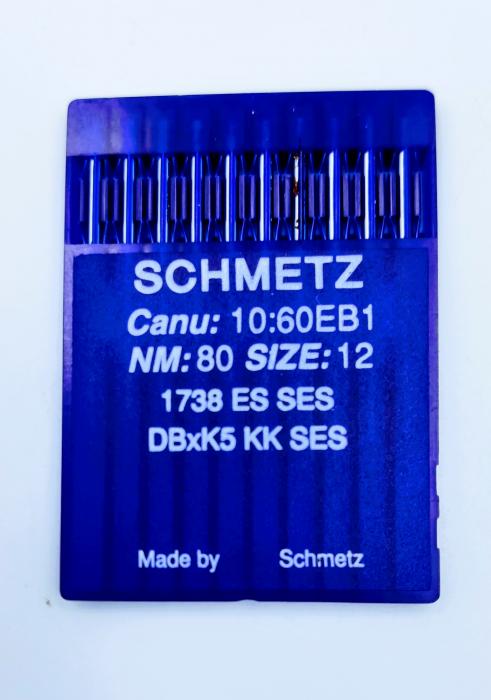 SCHMETZ
Canu: 10:60EB1
NM: 80 SIZE: 12
1738 ES SES
DBxK5 KK SES
Made by Schmetz